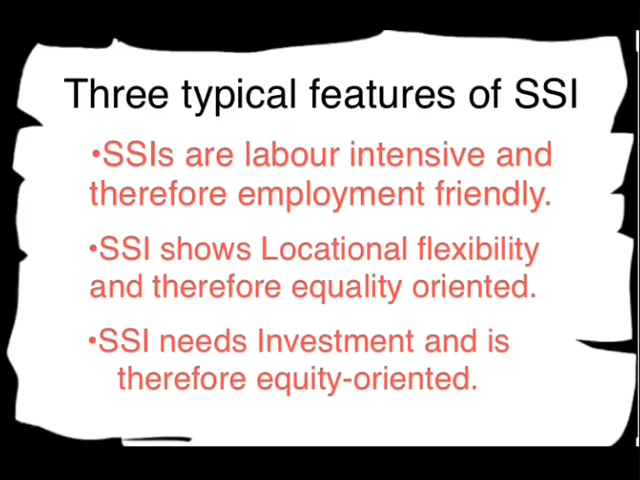 Three typical features of SSI
•SSIs are labour intensive and
therefore employment friendly.
•SSI shows Locational flexibility
and therefore equality oriented.
•SSI needs Investment and is
therefore equity-oriented.